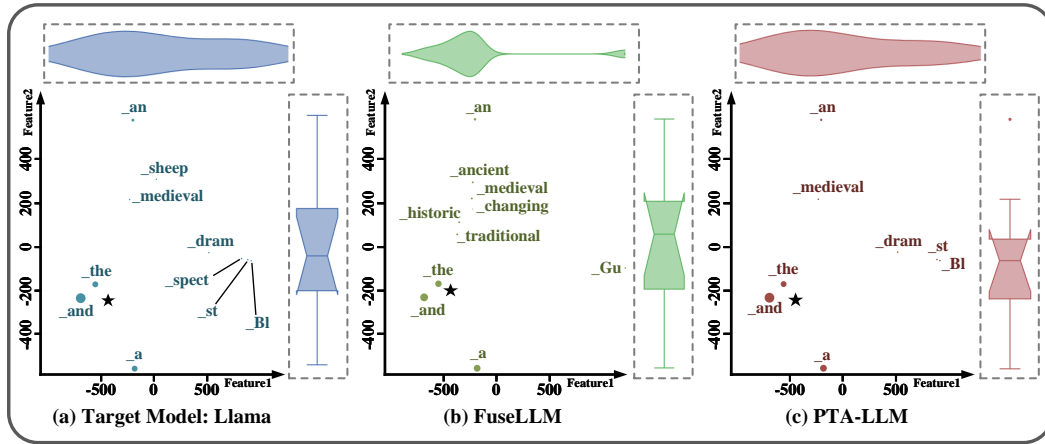 Feature2
400
200
0
-200
-400
_an
_sheep
_medieval
_dram
_the
_spect
_and
_st
_Bl
_a
-500
0
500
Feature1
(a) Target Model: Llama
Feature2
400
200
0
-200
-400
_an
_ancient
_medieval
_changing
_historic
_traditional
_the
_Gu
_and
_a
-500
0
500
Feature1
(b) FuseLLM
Feature2
400
200
0
-200
-400
_an
_medieval
_dram
_st
_the
_Bl
_and
_a
-500
0
500
Feature1
(c) PTA-LLM